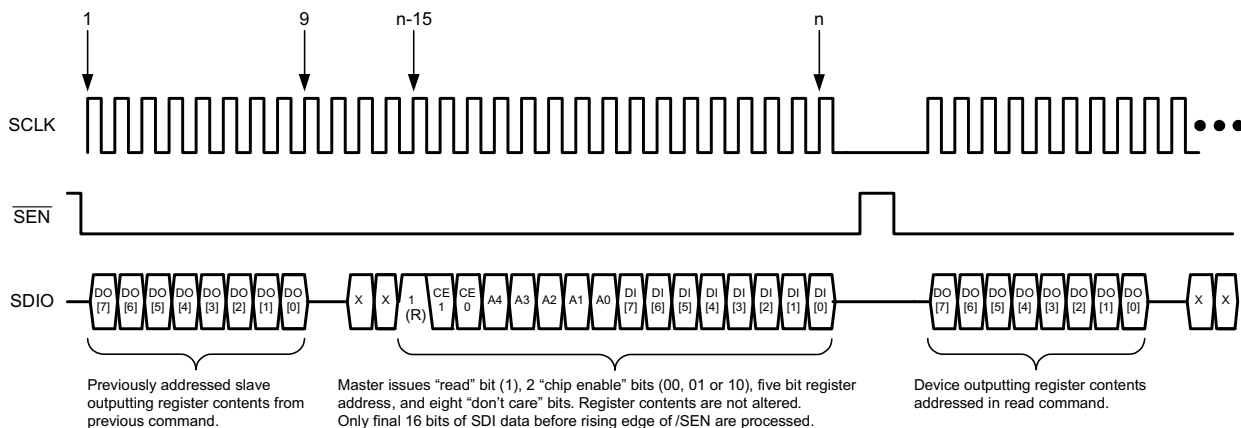 1 9 n-15 n
SCLK
SEN
SDIO
DO [7] DO [6] DO [5] DO [4] DO [3] DO [2] DO [1] DO [0] X X 1 (R) CE 1 CE 0 A4 A3 A2 A1 A0 DI [7] DI [6] DI [5] DI [4] DI [3] DI [2] DI [1] DI [0] DO [7] DO [6] DO [5] DO [4] DO [3] DO [2] DO [1] DO [0] X X
Previously addressed slave
outputting register contents from
previous command.
Master issues “read” bit (1), 2 “chip enable” bits (00, 01 or 10), five bit register
address, and eight “don’t care” bits. Register contents are not altered.
Only final 16 bits of SDI data before rising edge of /SEN are processed.
Device outputting register contents
addressed in read command.